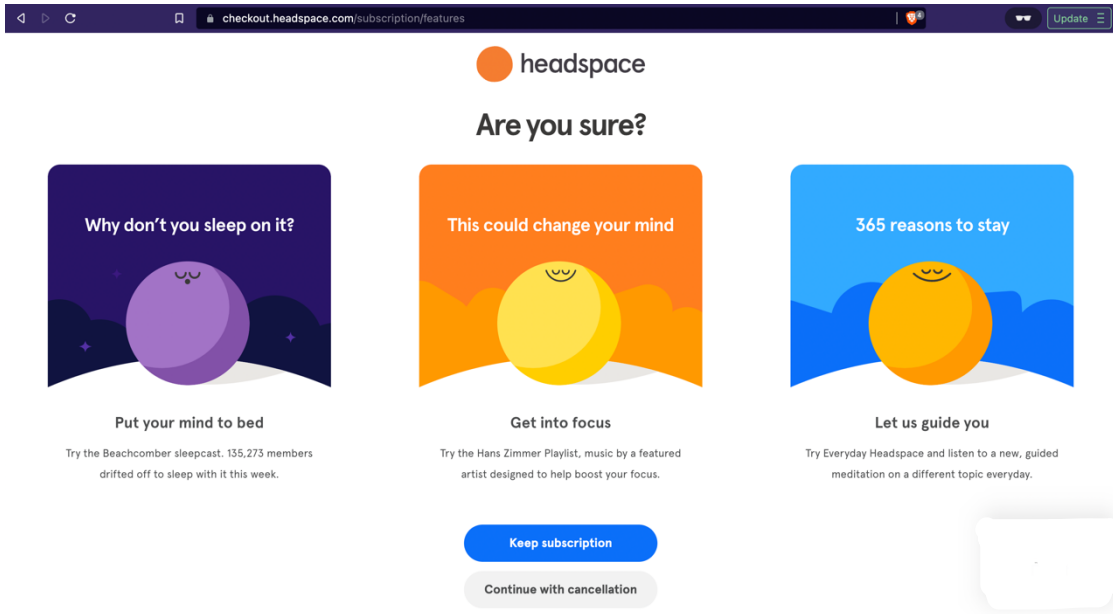 checkout.headspace.com/subscription/features
Update
headspace
Are you sure?
Why don't you sleep on it?
This could change your mind
365 reasons to stay
Put your mind to bed
Try the Beachcomber sleepcast. 135,273 members
drifted off to sleep with it this week.
Get into focus
Try the Hans Zimmer Playlist, music by a featured
artist designed to help boost your focus.
Let us guide you
Try Everyday Headspace and listen to a new, guided
meditation on a different topic everyday.
Keep subscription
Continue with cancellation